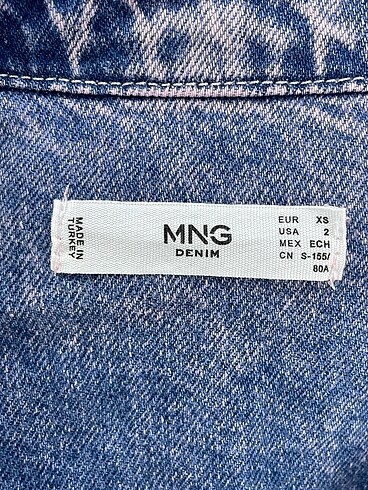 MADE IN
TURKEY
MNG
DENIM
EUR XS
USA 2
MEX ECH
CN S-155/
80A